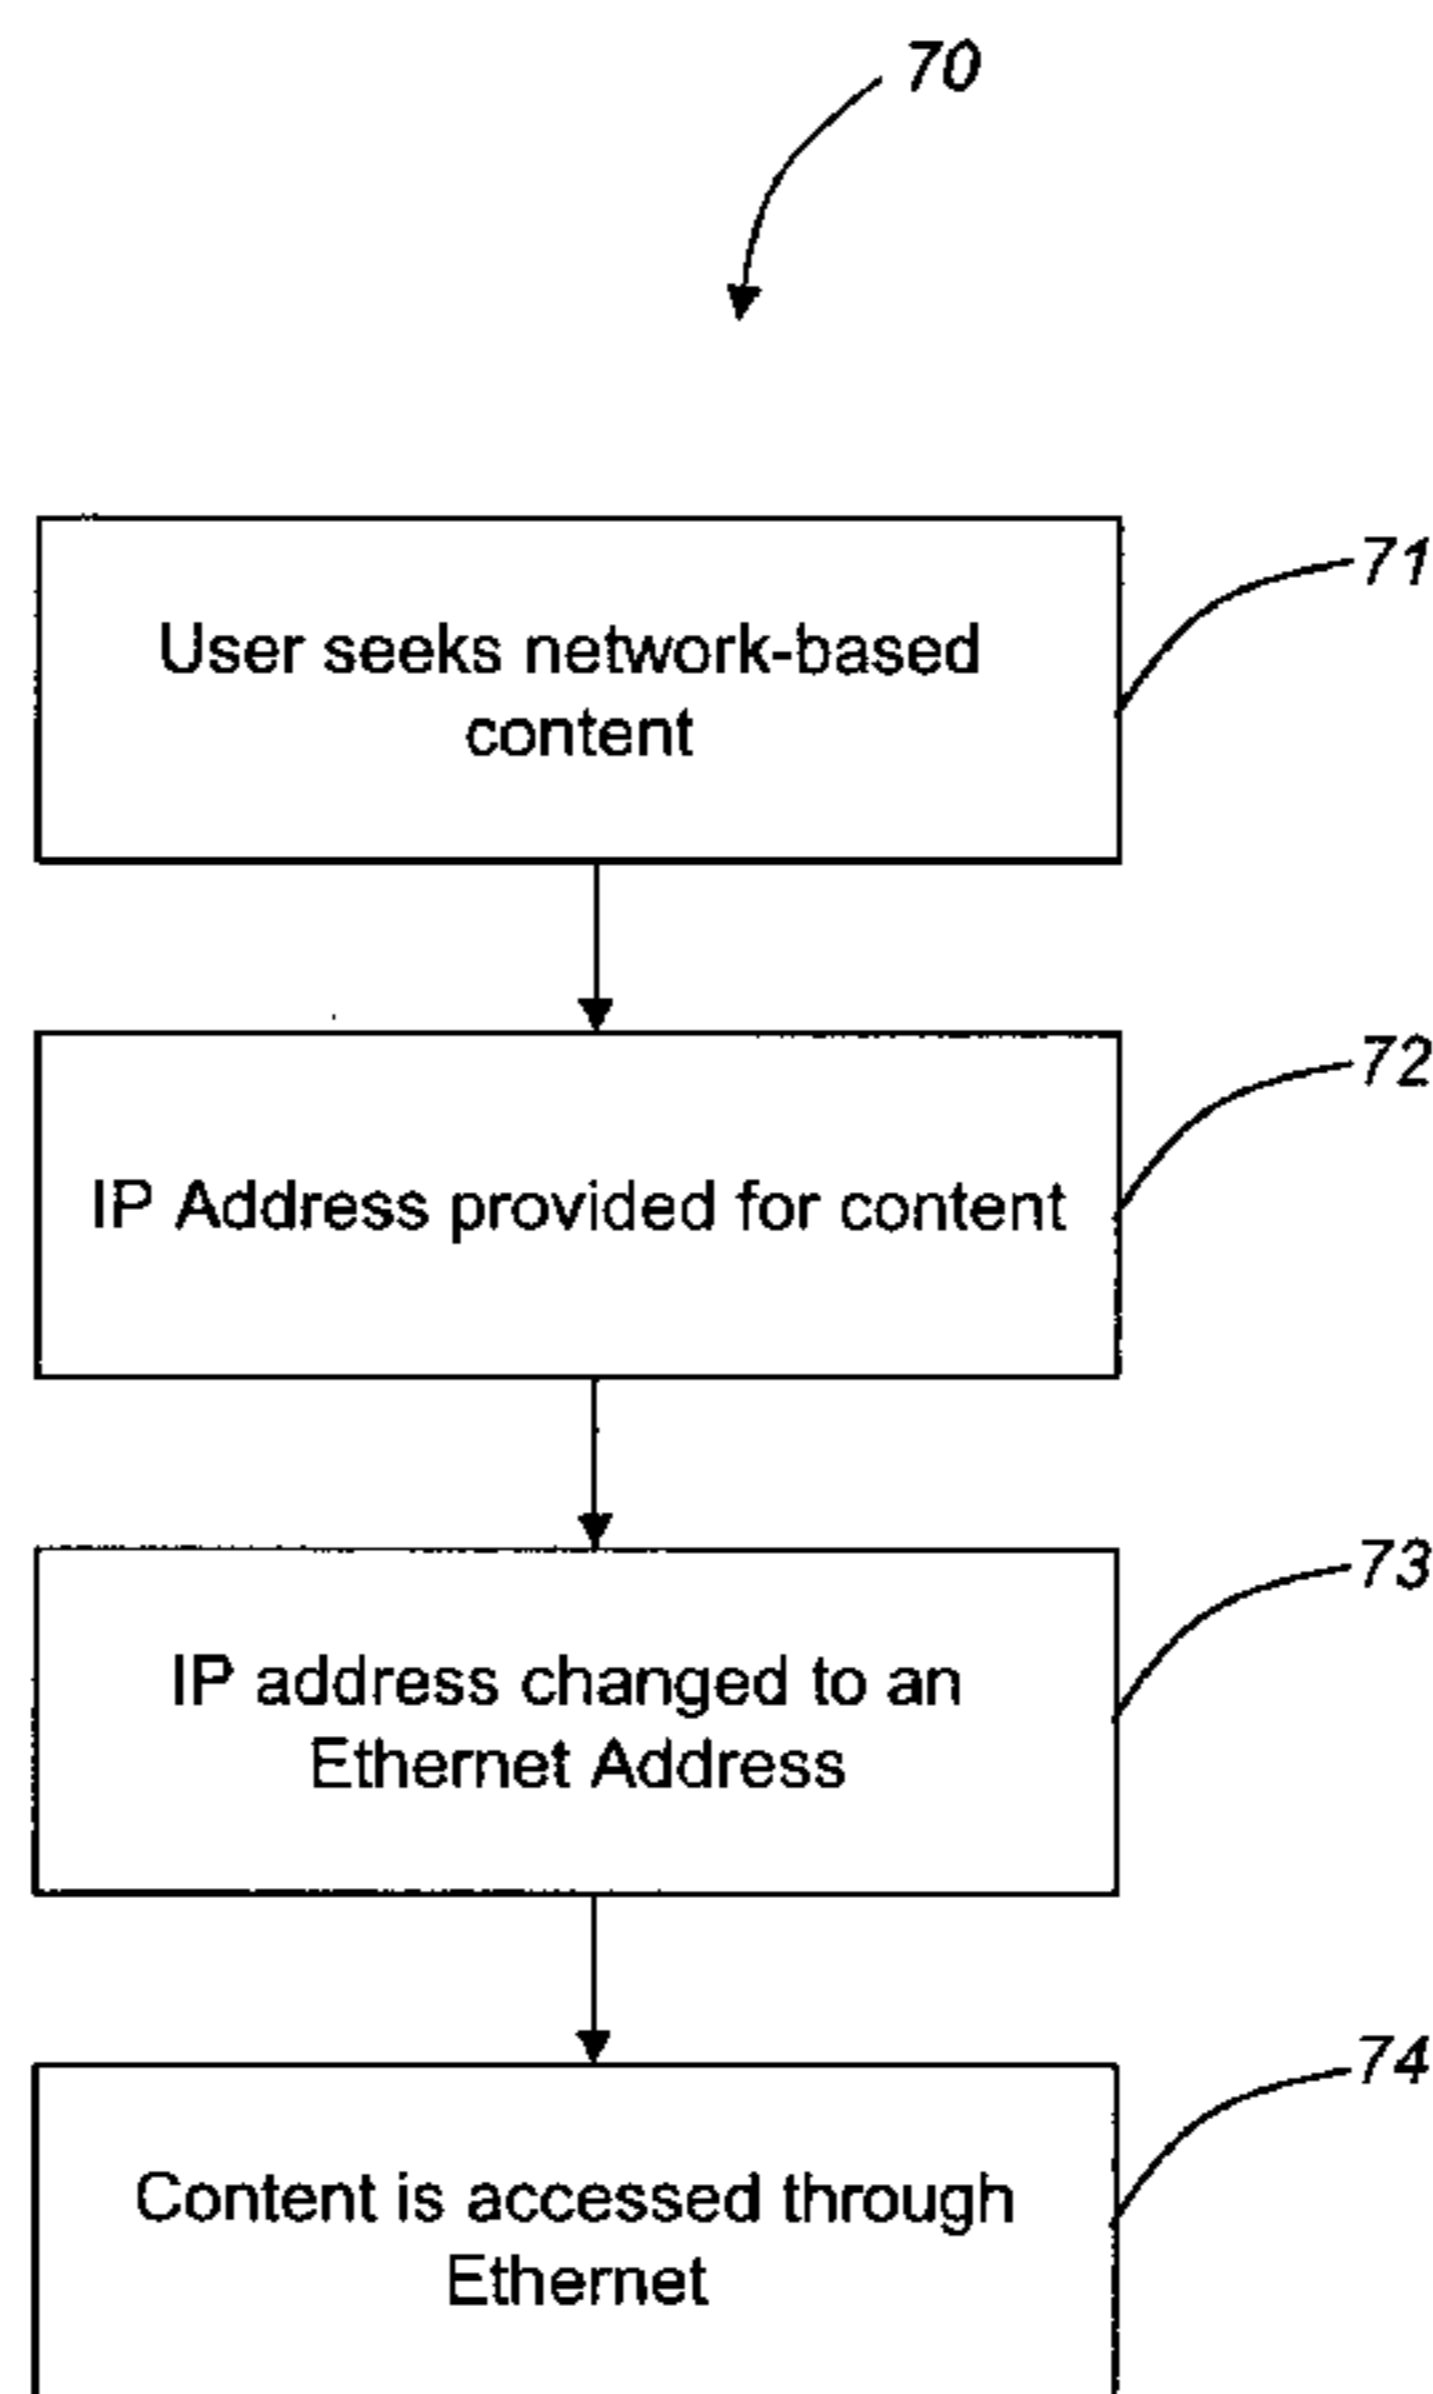 70
71
User seeks network-based
content
72
IP Address provided for content
73
IP address changed to an
Ethernet Address
74
Content is accessed through
Ethernet